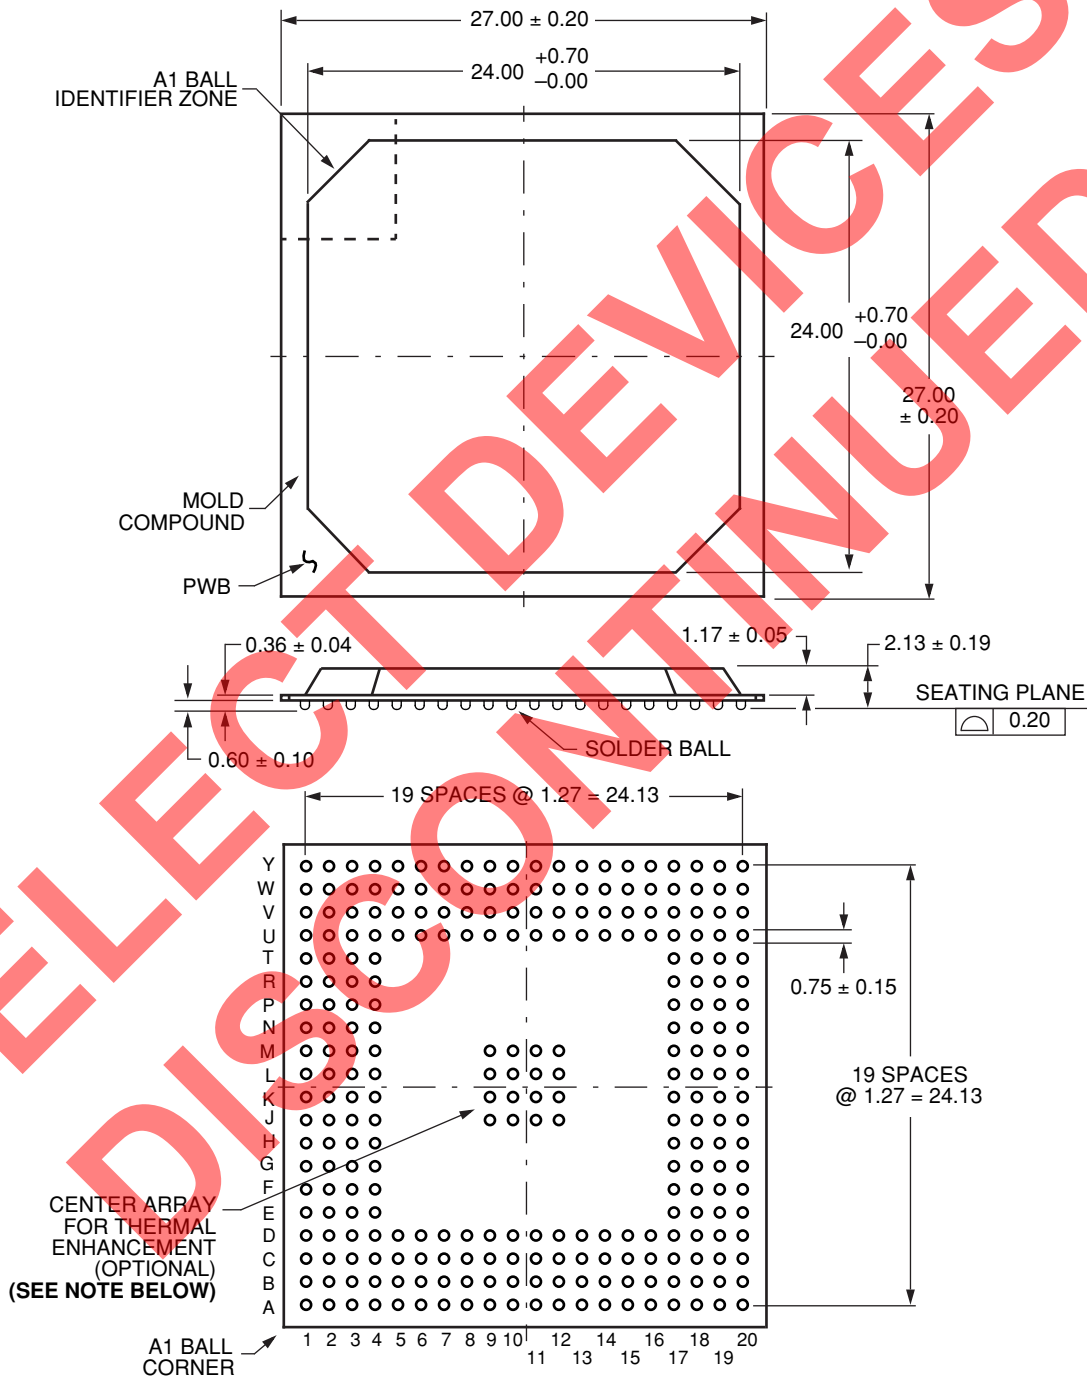 27.00 ± 0.20
+0.70
24.00
–0.00
A1 BALL
IDENTIFIER ZONE
+0.70
24.00
–0.00
27.00
± 0.20
MOLD
COMPOUND
PWB
1.17 ± 0.05
0.36 ± 0.04
2.13 ± 0.19
SEATING PLANE
0.20
SOLDER BALL
0.60 ± 0.10
19 SPACES @ 1.27 = 24.13
Y
W
V
U
T
R
P
N
M
L
K
J
H
G
F
E
D
C
B
A
0.75 ± 0.15
19 SPACES
@ 1.27 = 24.13
CENTER ARRAY
FOR THERMAL
ENHANCEMENT
(OPTIONAL)
(SEE NOTE BELOW)
1 2 3 4 5 6 7 8 9 10 12 14 16 18 20
11 13 15 17 19
A1 BALL
CORNER
ELECT DEVICES
DISCONTINUED